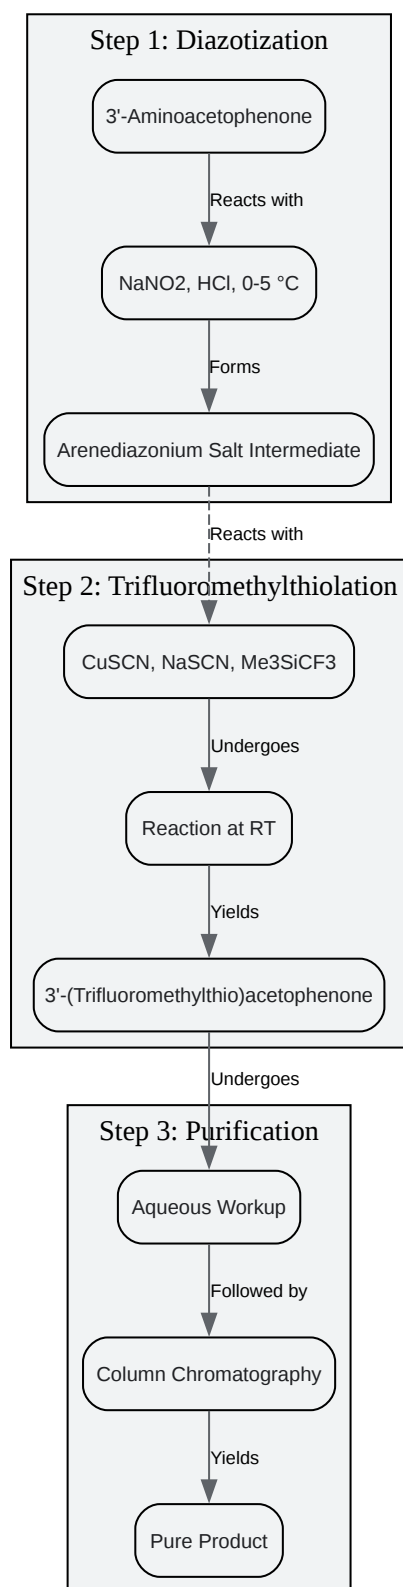 Step 1: Diazotization
3'-Aminoacetophenone
Reacts with
NaNO2, HCl, 0-5 °C
Forms
Arenediazonium Salt Intermediate
Reacts with
Step 2: Trifluoromethylthiolation
CuSCN, NaSCN, Me3SiCF3
Undergoes
Reaction at RT
Yields
3'-(Trifluoromethylthio)acetophenone
Undergoes
Step 3: Purification
Aqueous Workup
Followed by
Column Chromatography
Yields
Pure Product